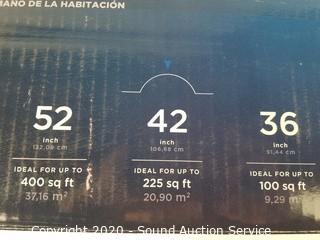 MANO DE LA HABITACIÓN
52 42 36
inch inch inch
132,08 cm 106,68 cm 91,44 cm
IDEAL FOR UP TO IDEAL FOR UP TO IDEAL FOR UP TO
400 sq ft 225 sq ft 100 sq ft
37,16 m² 20,90 m² 9,29 m²
Copyright 2020 - Sound Auction Service